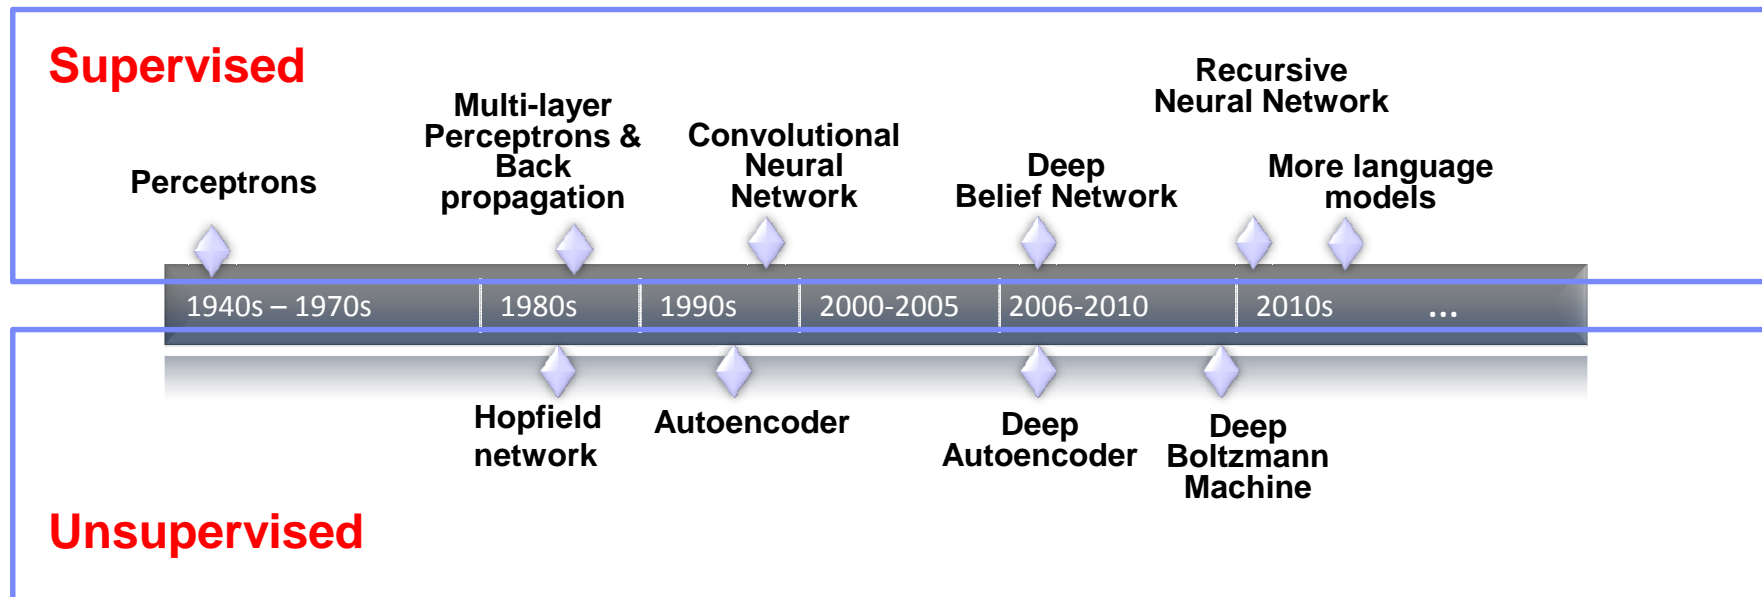 Supervised
Perceptrons
Multi-layer
Perceptrons &
Back
propagation
Convolutional
Neural
Network
Deep
Belief Network
Recursive
Neural Network
More language
models
1940s – 1970s
1980s
1990s
2000-2005
2006-2010
2010s
...
Hopfield
network
Autoencoder
Deep
Autoencoder
Deep
Boltzmann
Machine
Unsupervised